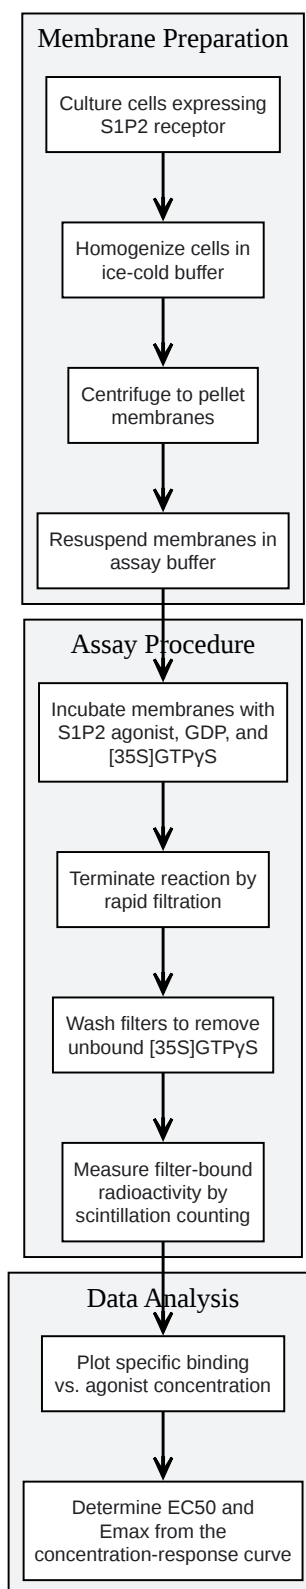 Membrane Preparation
Culture cells expressing
S1P2 receptor
Homogenize cells in
ice-cold buffer
Centrifuge to pellet
membranes
Resuspend membranes in
assay buffer
Assay Procedure
Incubate membranes with
S1P2 agonist, GDP, and
[35S]GTPγS
Terminate reaction by
rapid filtration
Wash filters to remove
unbound [35S]GTPγS
Measure filter-bound
radioactivity by
scintillation counting
Data Analysis
Plot specific binding
vs. agonist concentration
Determine EC50 and
Emax from the
concentration-response curve